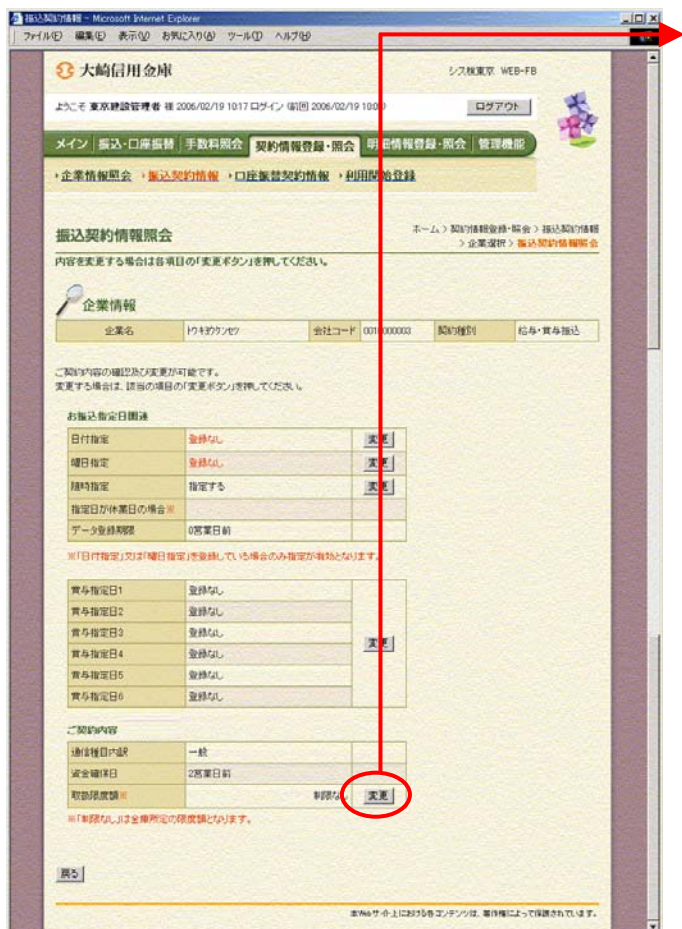 振込契約情報 - Microsoft Internet Explorer
ファイル(F) 編集(E) 表示(V) お気に入り(A) ツール(T) ヘルプ(H)
大崎信用金庫
シス検東京 WEB-FB
ようこそ 東京建設管理者 様 2006/02/19 1017 ログイン (前回 2006/02/19 10
ログアウト
メイン 振込・口座振替 手数料照会 契約情報登録・照会 明細情報登録・照会 管理機能
企業情報照会 振込契約情報 口座振替契約情報 利用開始登録
振込契約情報照会
ホーム > 契約情報登録・照会 > 振込契約情報
> 企業選択 > 振込契約情報照会
内容を変更する場合は各項目の「変更ボタン」を押してください。
企業情報
企業名 トウキヨウケンセツ 会社コード 0010000003 契約種別 給与・賞与振込
ご契約内容の確認及び変更が可能です。
変更する場合は、該当の項目の「変更ボタン」を押してください。
お振込指定日関連
日付指定 登録なし 変更
曜日指定 登録なし 変更
随時指定 指定する 変更
指定日が休業日の場合※
データ登録期限 0営業日前
※「日付指定」又は「曜日指定」を登録している場合のみ指定が有効となります。
賞与指定日1 登録なし
賞与指定日2 登録なし
賞与指定日3 登録なし
変更
賞与指定日4 登録なし
賞与指定日5 登録なし
賞与指定日6 登録なし
ご契約内容
通信種目内訳 一般
資金確保日 2営業日前
取扱限度額※ 制限なし 変更
※「制限なし」は金庫所定の限度額となります。
戻る
本Webサイト上における各コンテンツは、著作権によって保護されています。